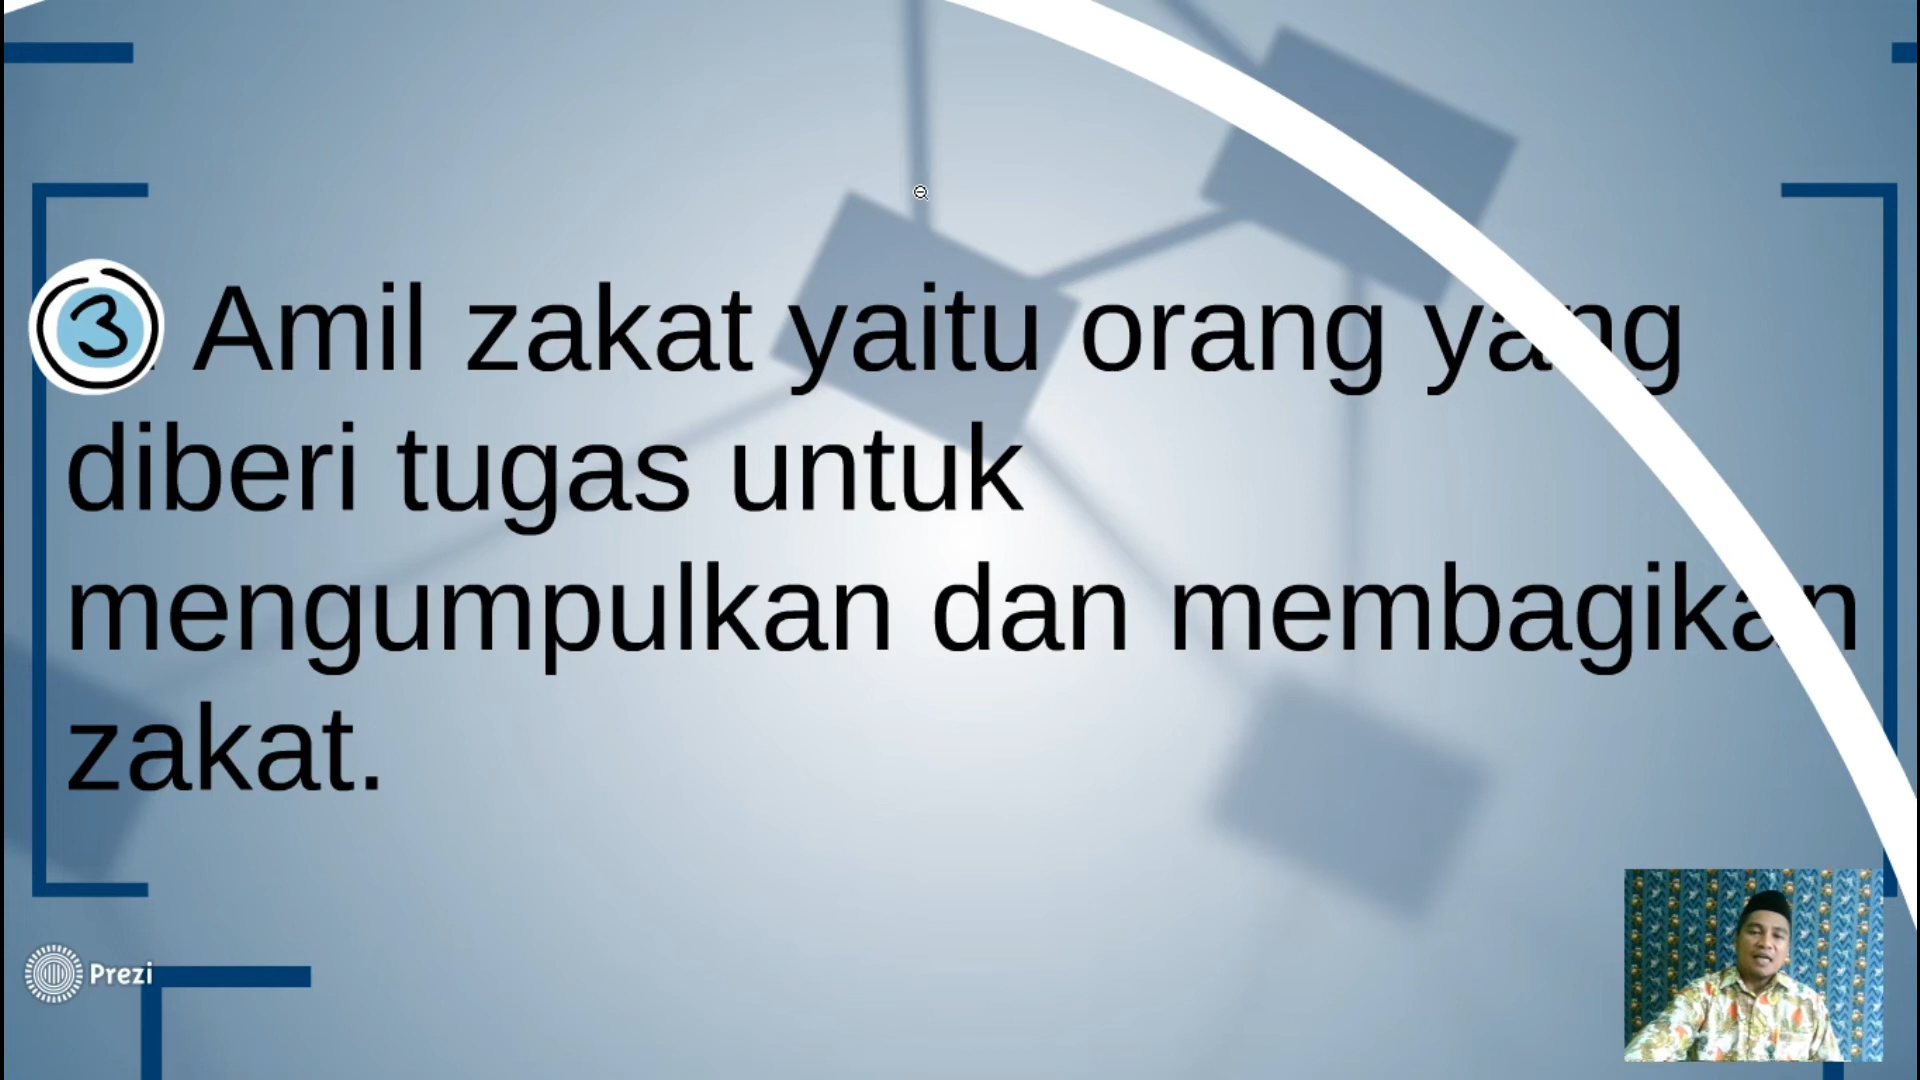 3 Amil zakat yaitu orang yang
diberi tugas untuk
mengumpulkan dan membagikan
zakat.
Prezi